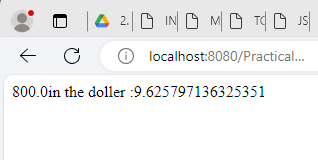 2.
IN
M
TC
JS
localhost:8080/Practical...
800.0in the doller :9.625797136325351